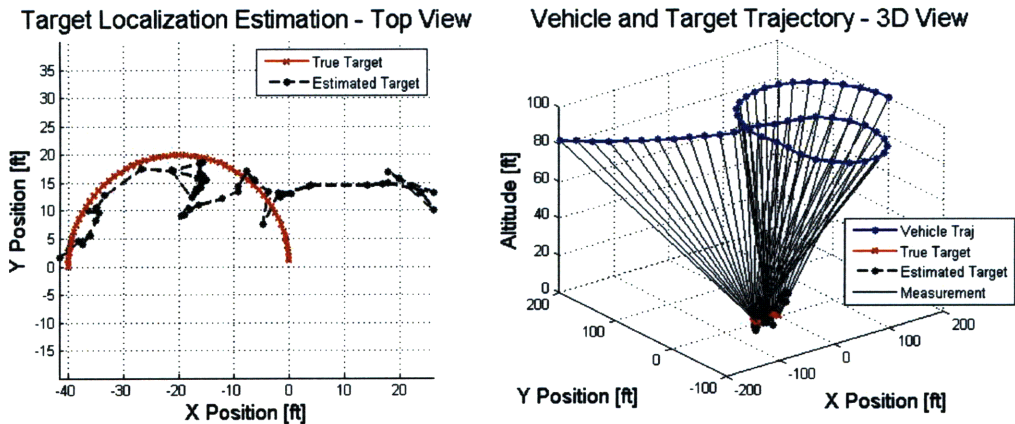 Target Localization Estimation - Top View
True Target
Estimated Target
35
30
25
20
15
10
5
0
-5
-10
-15
Y Position [ft]
-40
-30
-20
-10
0
10
20
X Position [ft]
Vehicle and Target Trajectory - 3D View
100
80
60
40
20
0
Altitude [ft]
Vehicle Traj
True Target
Estimated Target
Measurement
200
100
0
-100
Y Position [ft]
-200
-100
0
100
200
X Position [ft]